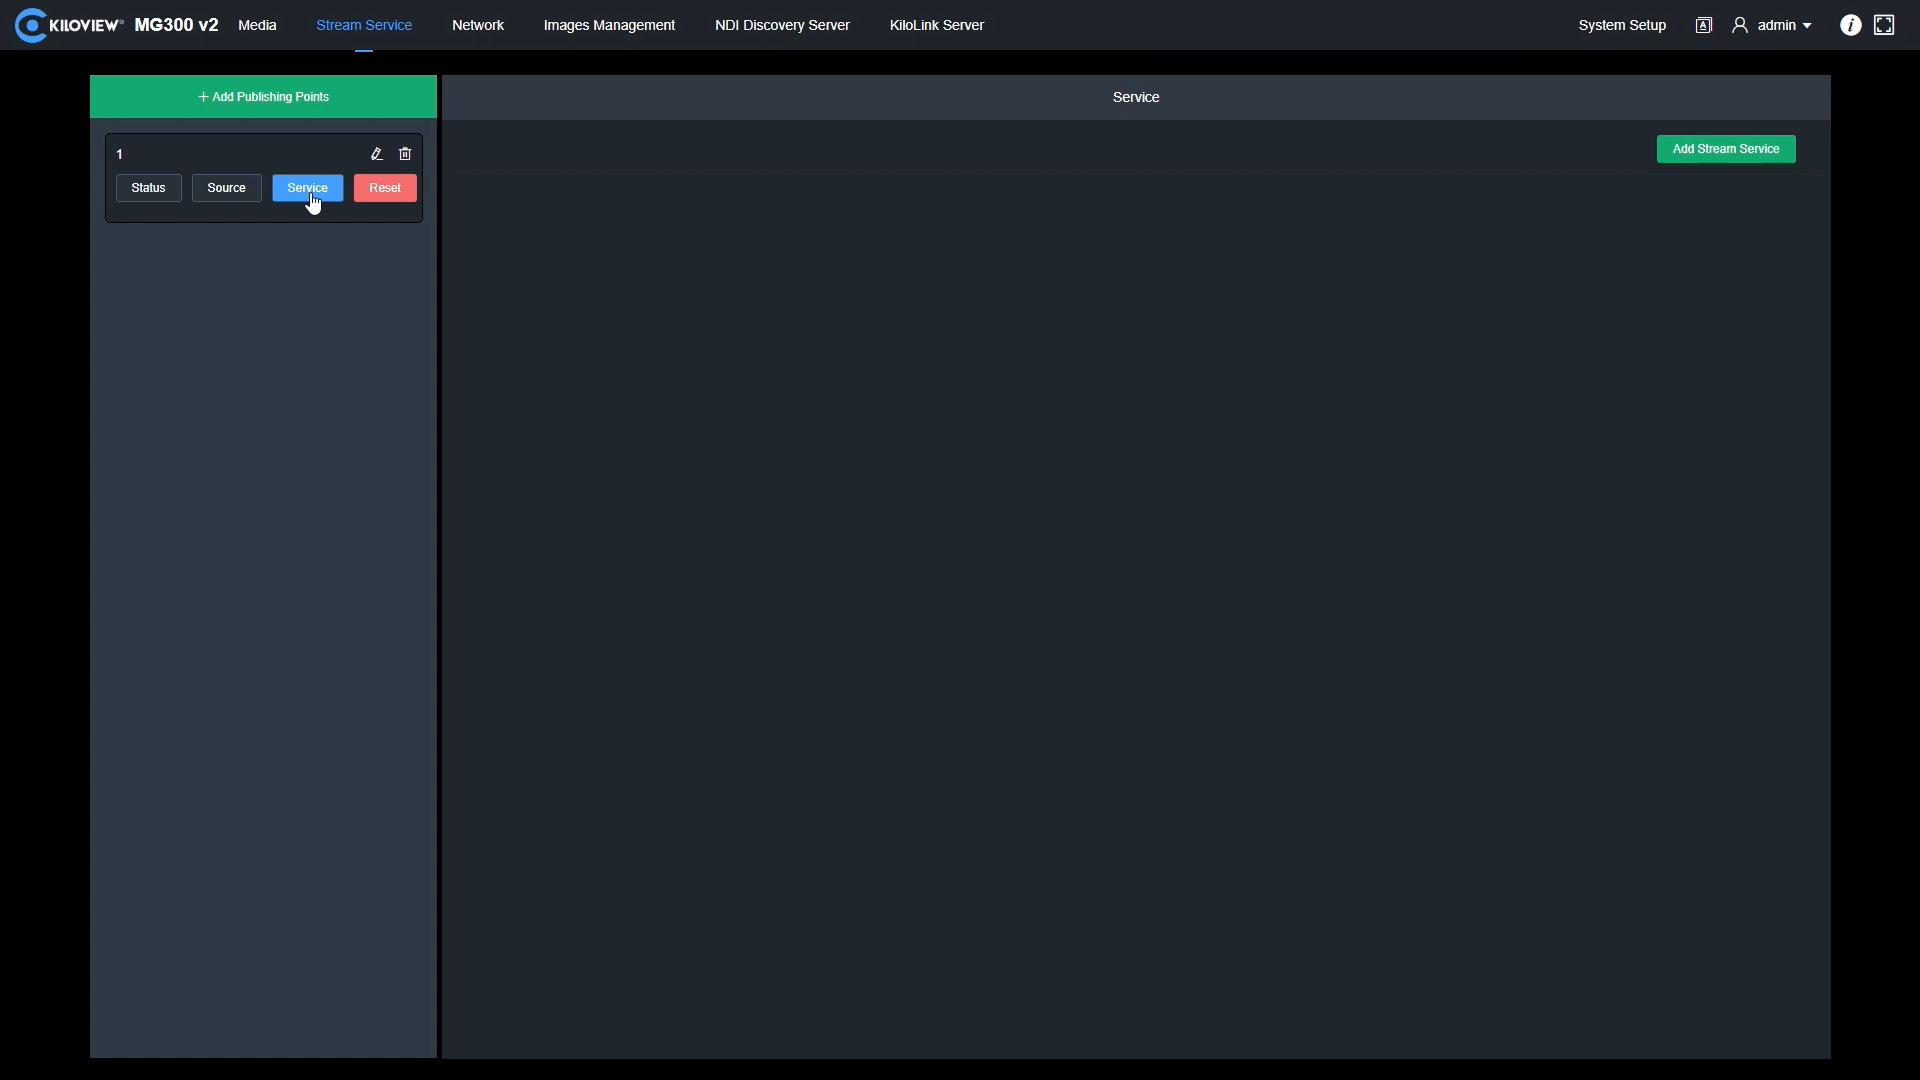 KILOVIEW® MG300 v2 Media Stream Service Network Images Management NDI Discovery Server KiloLink Server System Setup A admin i
+ Add Publishing Points
Service
Add Stream Service
1
Status Source Service Reset